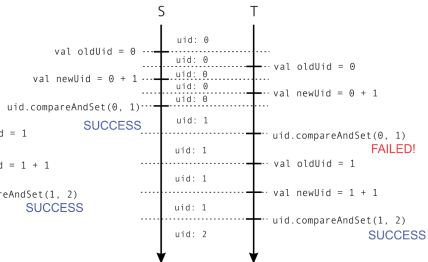 S T
uid: 0
val oldUid = 0
uid: 0
val oldUid = 0
uid: 0
val newUid = 0 + 1
uid: 0
val newUid = 0 + 1
uid: 0
uid.compareAndSet(0, 1)
SUCCESS
uid: 1
d = 1
uid.compareAndSet(0, 1)
FAILED!
uid: 1
d = 1 + 1
val oldUid = 1
uid: 1
eAndSet(1, 2)
SUCCESS
val newUid = 1 + 1
uid: 1
uid.compareAndSet(1, 2)
SUCCESS
uid: 2